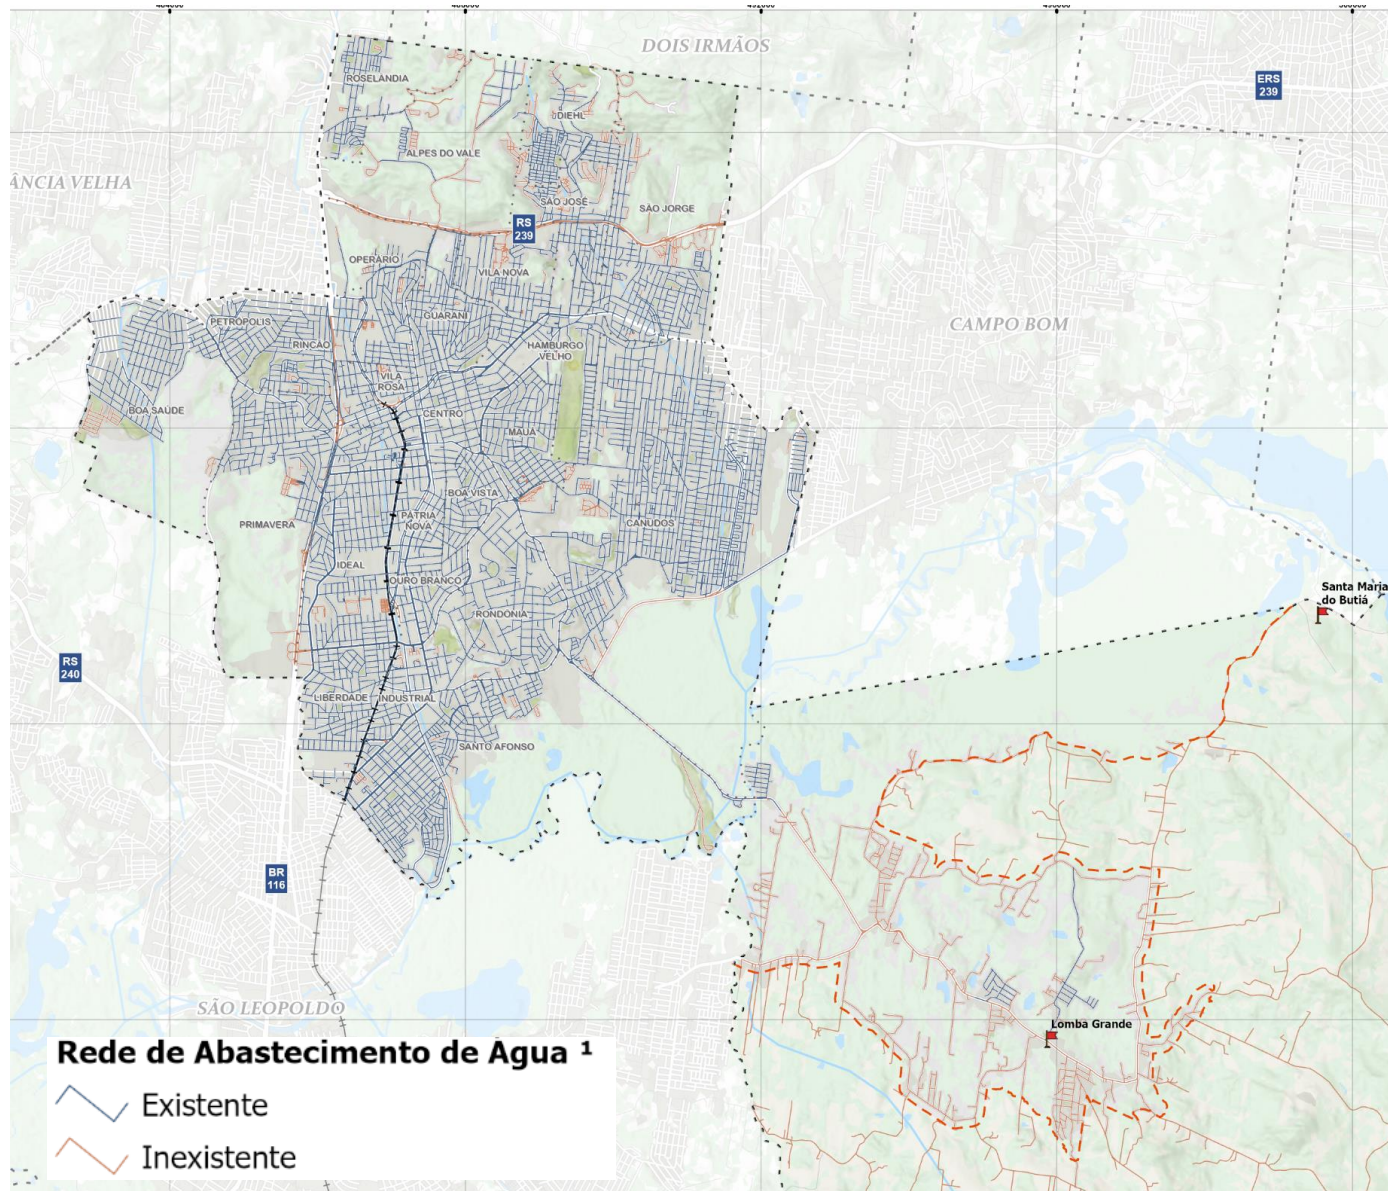 DOIS IRMÃOS
ERS
239
ROSELANDIA
DIEHL
ALPES DO VALE
ÂNCIA VELHA
SÃO JOSÉ
SÃO JORGE
RS
239
OPERÁRIO
VILA NOVA
PETRÓPOLIS
GUARANI
CAMPO BOM
RINCÃO
HAMBURGO
VELHO
VILA
ROSA
BOA SAÚDE
CENTRO
MAUÁ
BOA VISTA
PÁTRIA
NOVA
PRIMAVERA
CANUDOS
IDEAL
OURO BRANCO
Santa Maria
do Butiá
RONDÔNIA
RS
240
LIBERDADE
INDUSTRIAL
SANTO AFONSO
BR
116
SÃO LEOPOLDO
Lomba Grande
Rede de Abastecimento de Água ¹
Existente
Inexistente